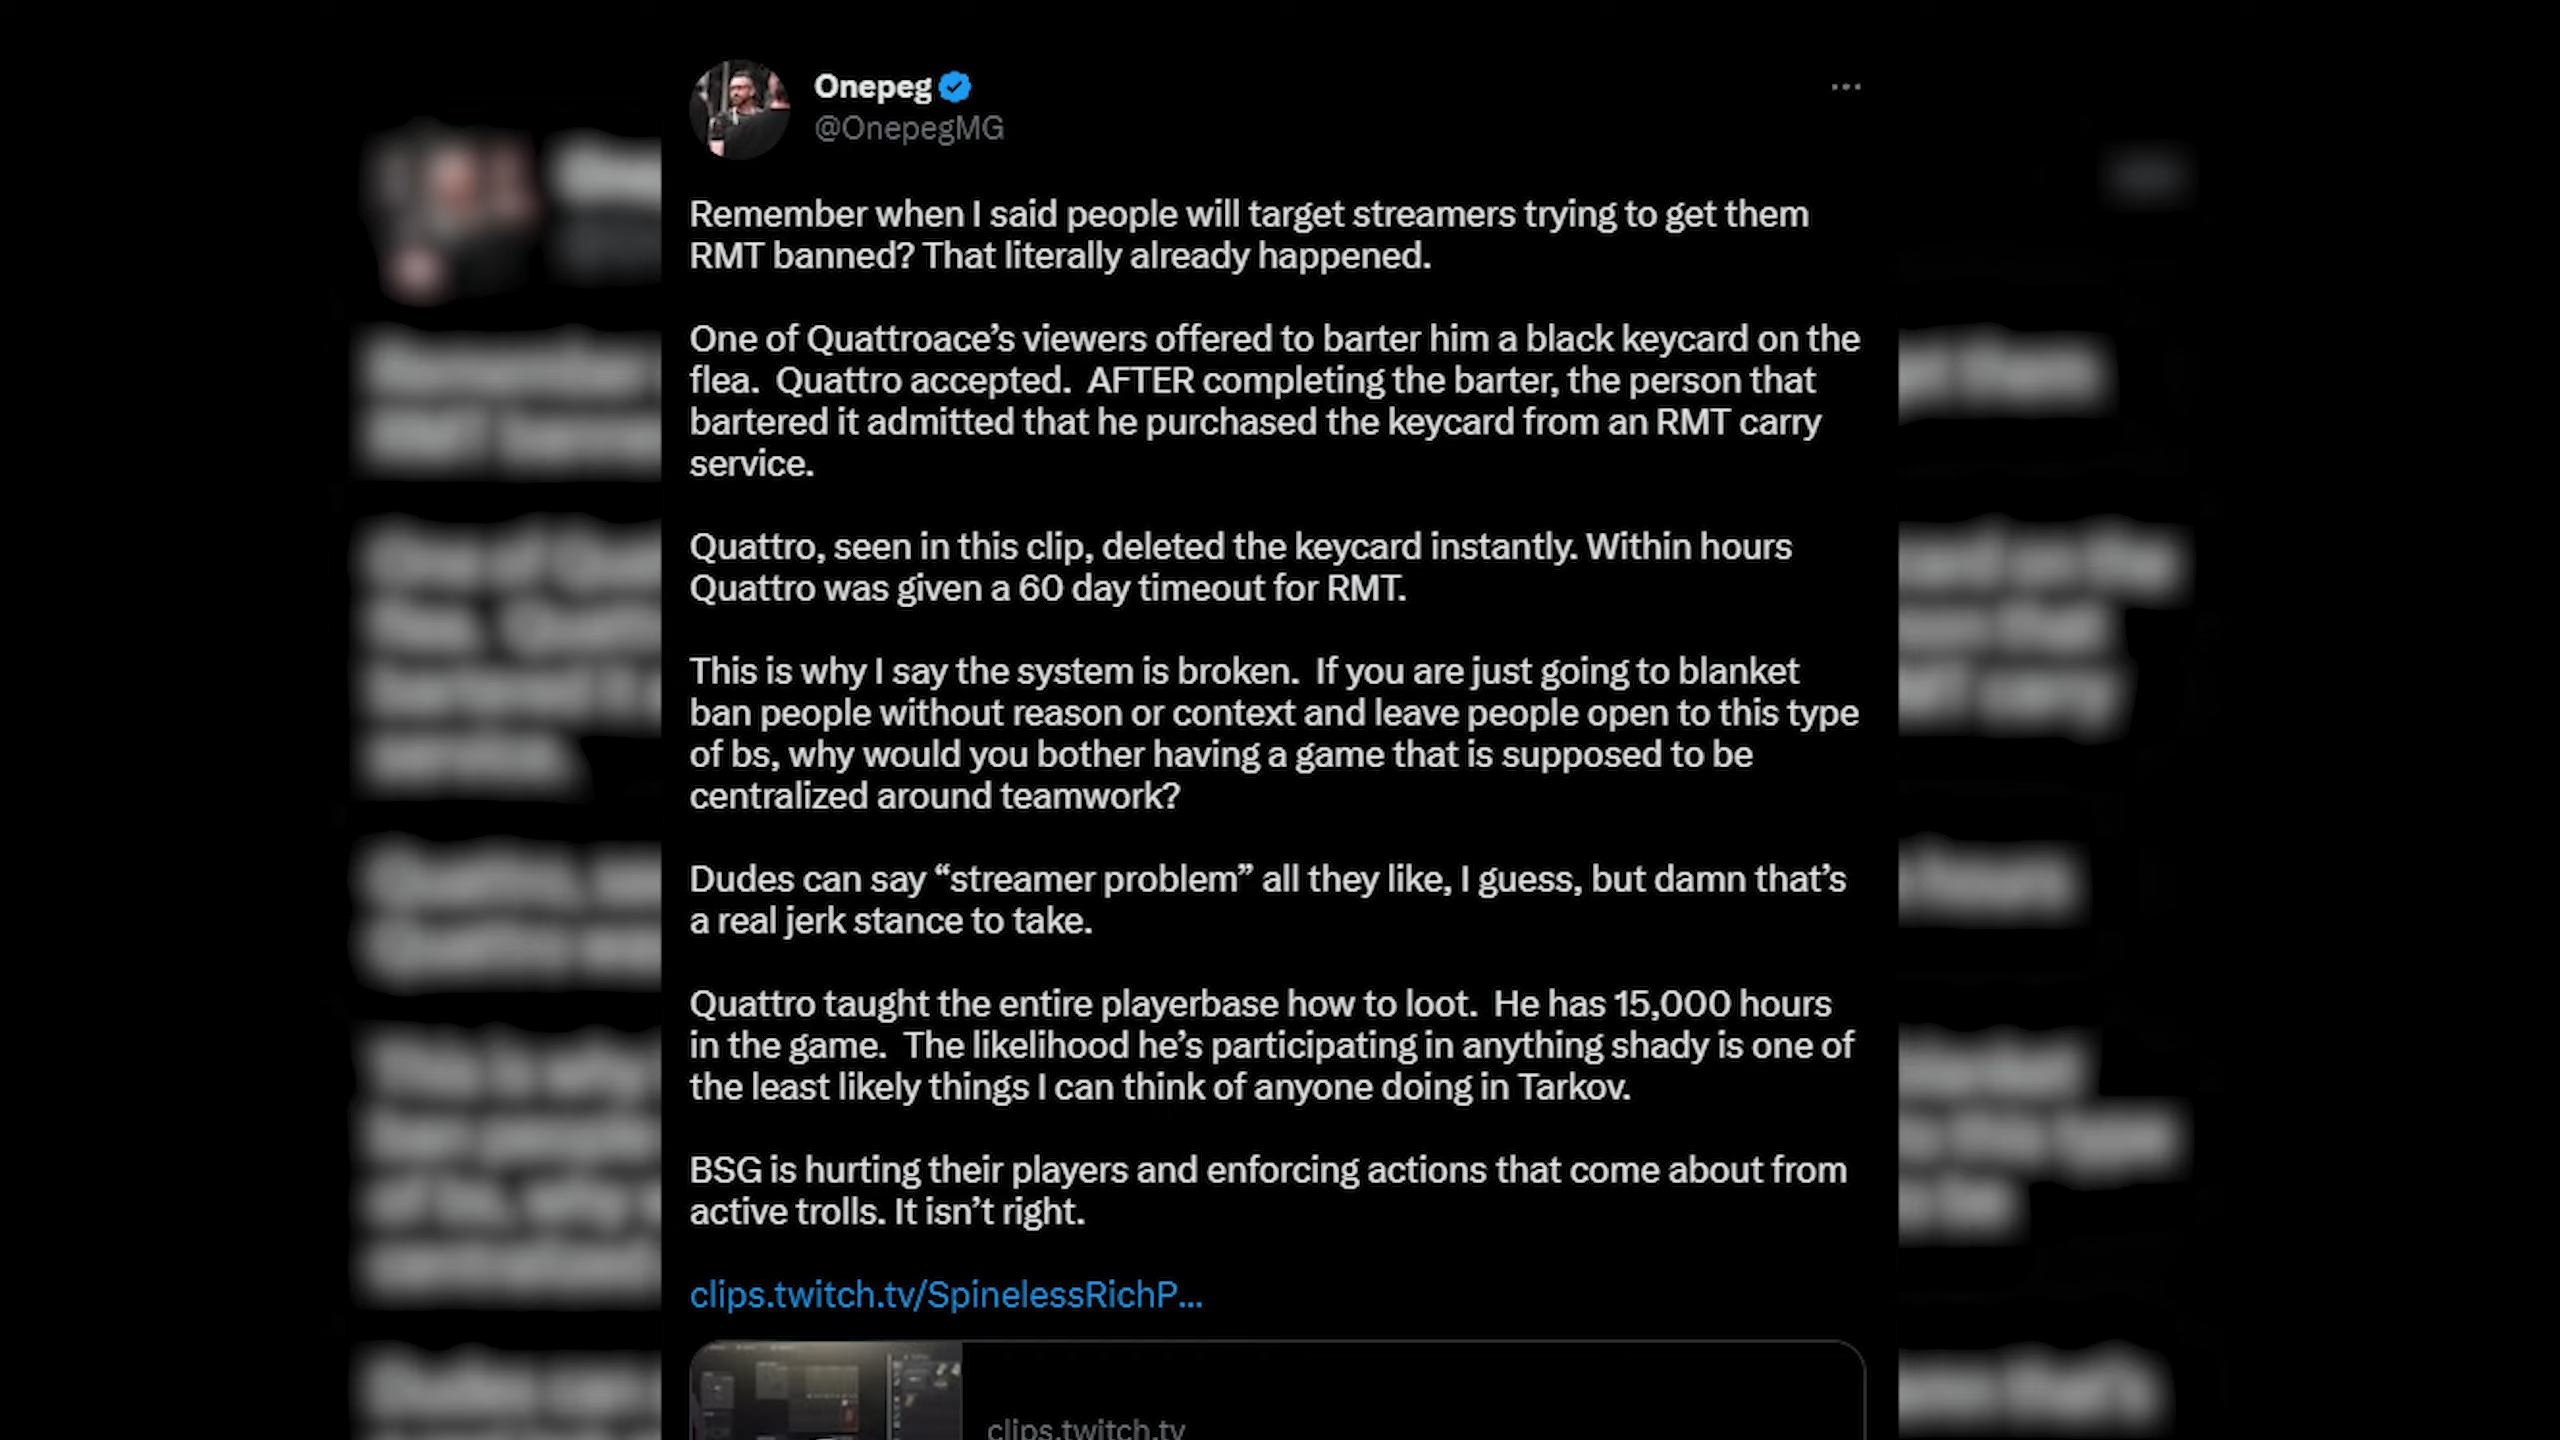 Onepeg
@OnepegMG
Remember when I said people will target streamers trying to get them
RMT banned? That literally already happened.
One of Quattroace’s viewers offered to barter him a black keycard on the
flea.  Quattro accepted.  AFTER completing the barter, the person that
bartered it admitted that he purchased the keycard from an RMT carry
service.
Quattro, seen in this clip, deleted the keycard instantly. Within hours
Quattro was given a 60 day timeout for RMT.
This is why I say the system is broken.  If you are just going to blanket
ban people without reason or context and leave people open to this type
of bs, why would you bother having a game that is supposed to be
centralized around teamwork?
Dudes can say “streamer problem” all they like, I guess, but damn that’s
a real jerk stance to take.
Quattro taught the entire playerbase how to loot.  He has 15,000 hours
in the game.  The likelihood he’s participating in anything shady is one of
the least likely things I can think of anyone doing in Tarkov.
BSG is hurting their players and enforcing actions that come about from
active trolls. It isn’t right.
clips.twitch.tv/SpinelessRichP...
clips.twitch.tv